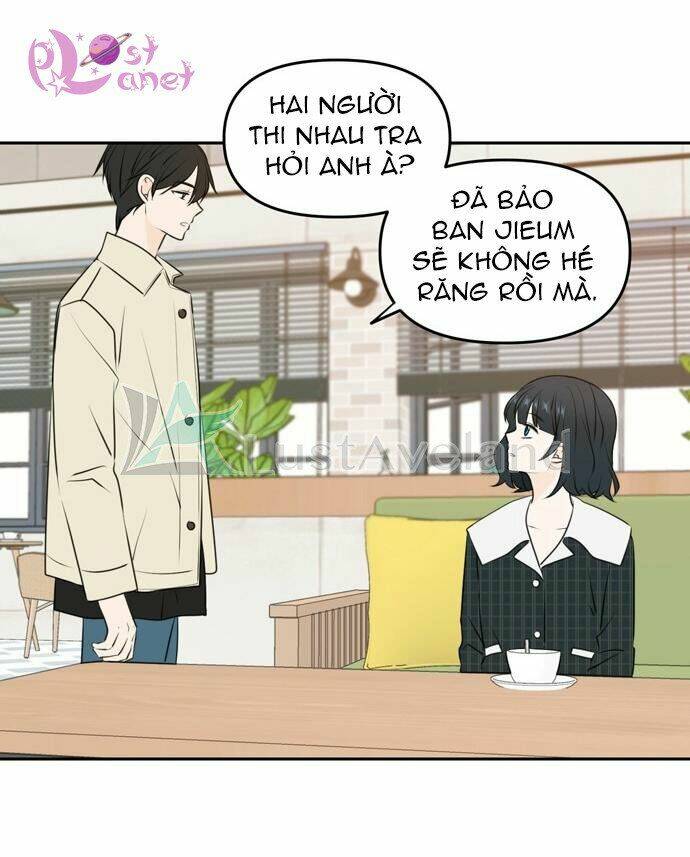 Lost
Planet
HAI NGƯỜI
THI NHAU TRA
HỎI ANH À?
ĐÃ BẢO
BAN JIEUM
SẼ KHÔNG HÉ
RĂNG RỒI MÀ.
LustAveland